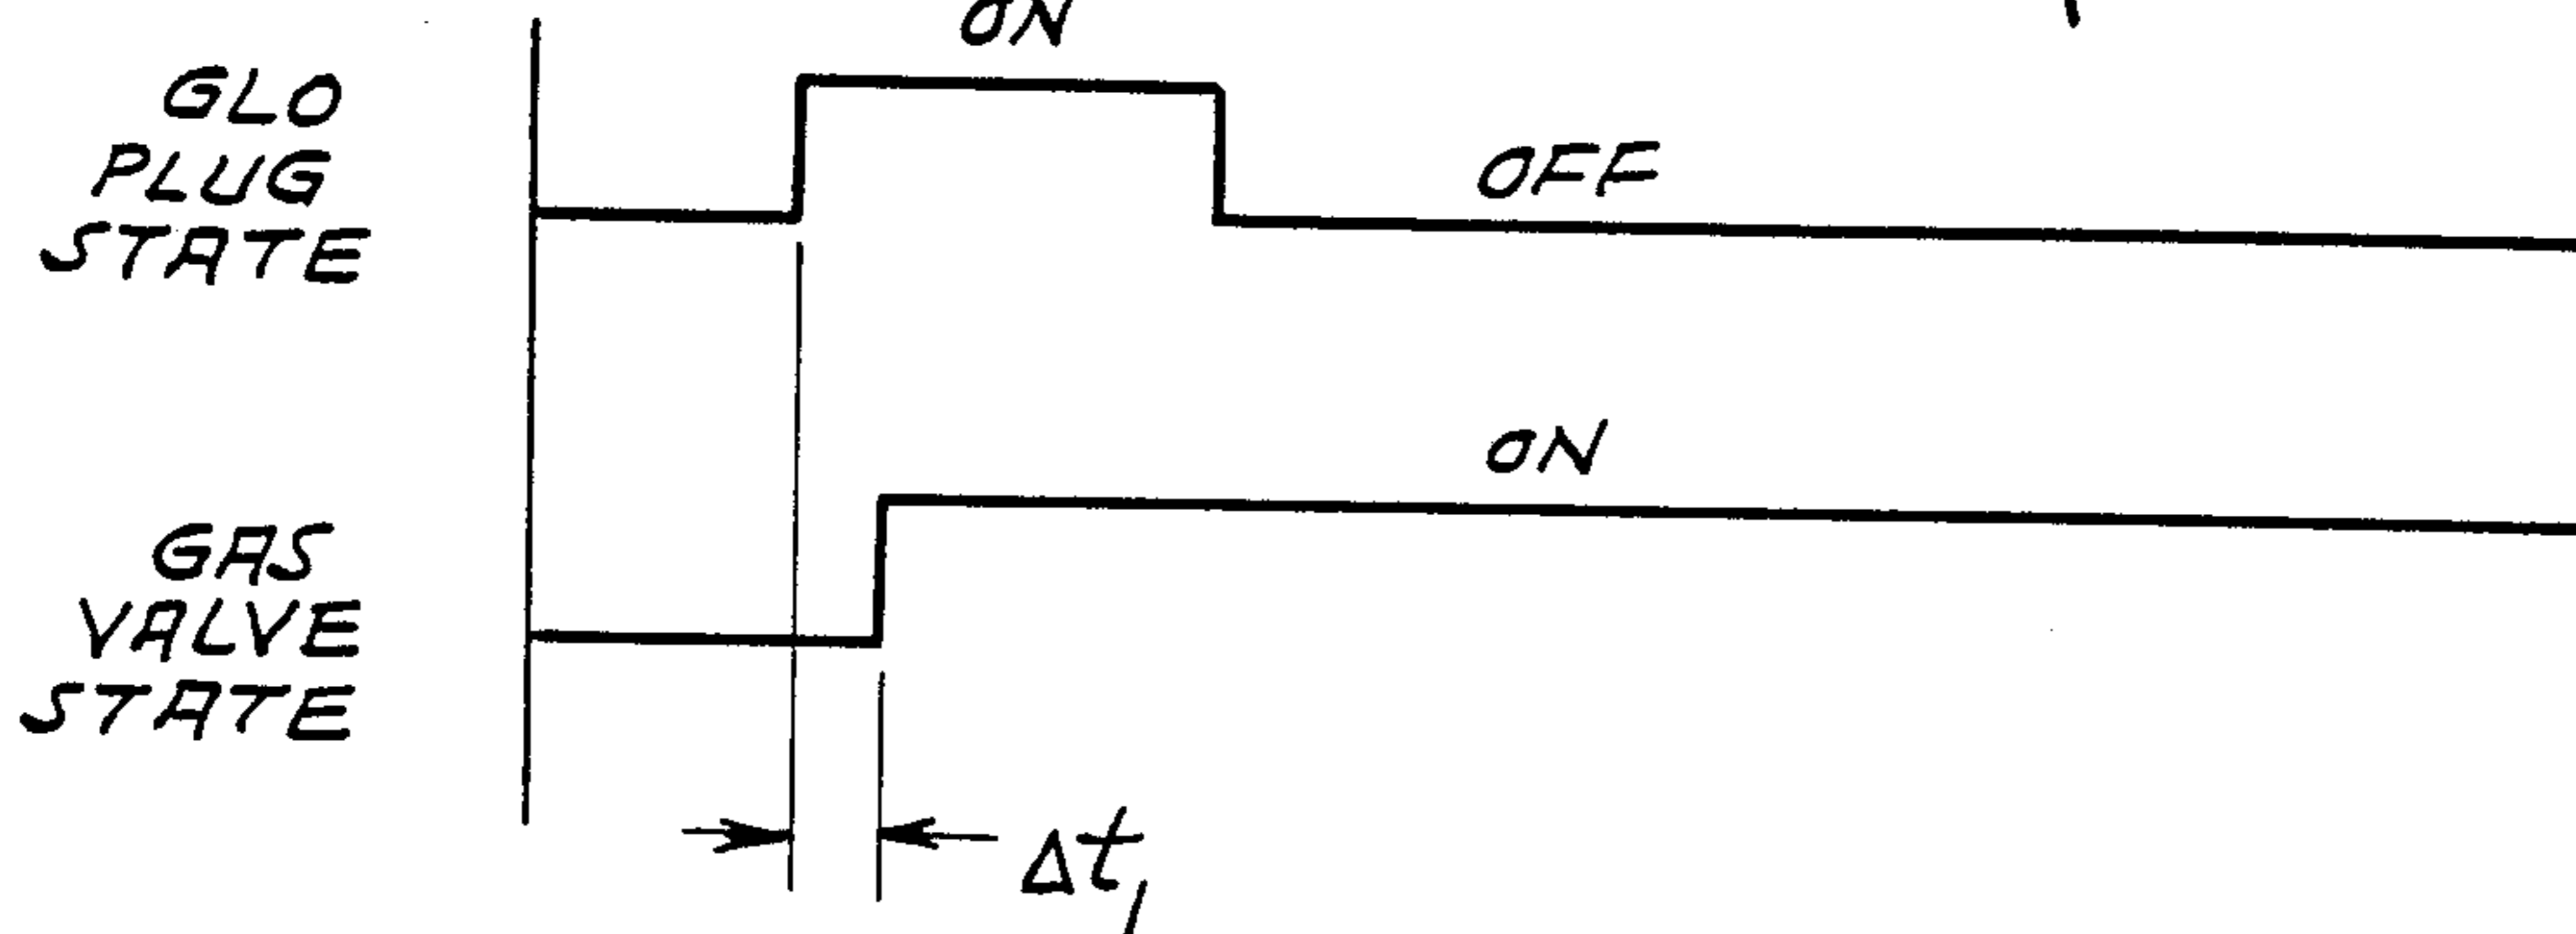 ON
GLO
PLUG
STATE
OFF
ON
GAS
VALVE
STATE
Δt₁